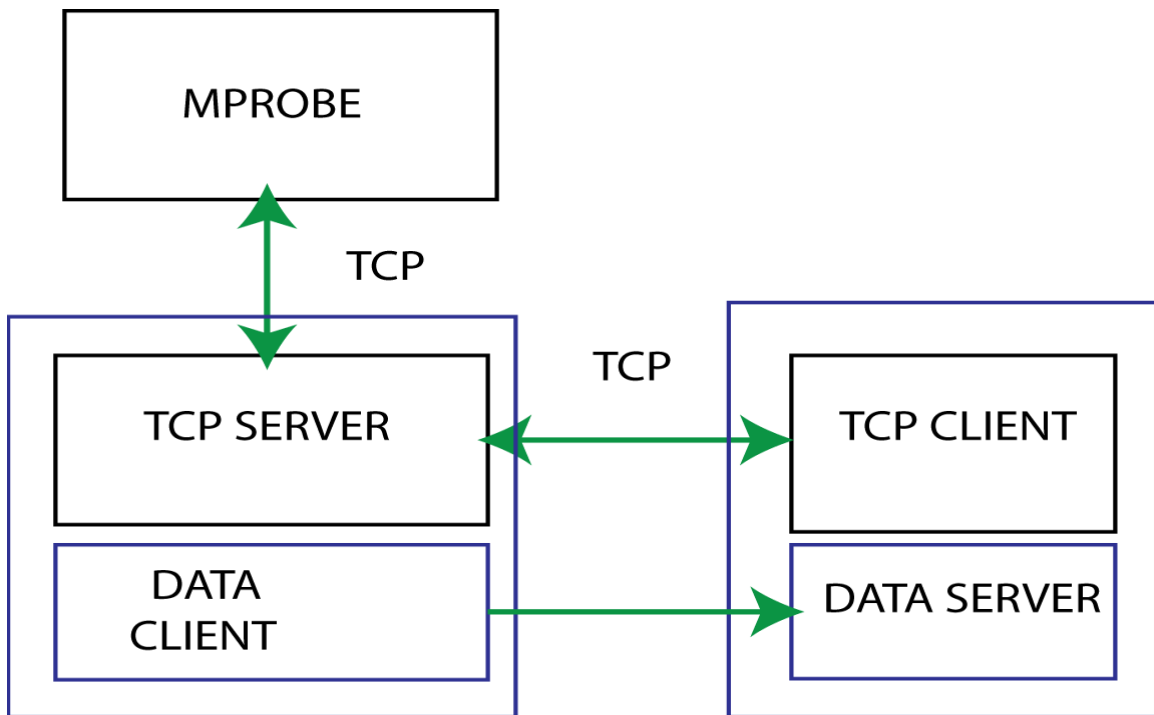 MPROBE
TCP
TCP
TCP SERVER
TCP CLIENT
DATA
CLIENT
DATA SERVER